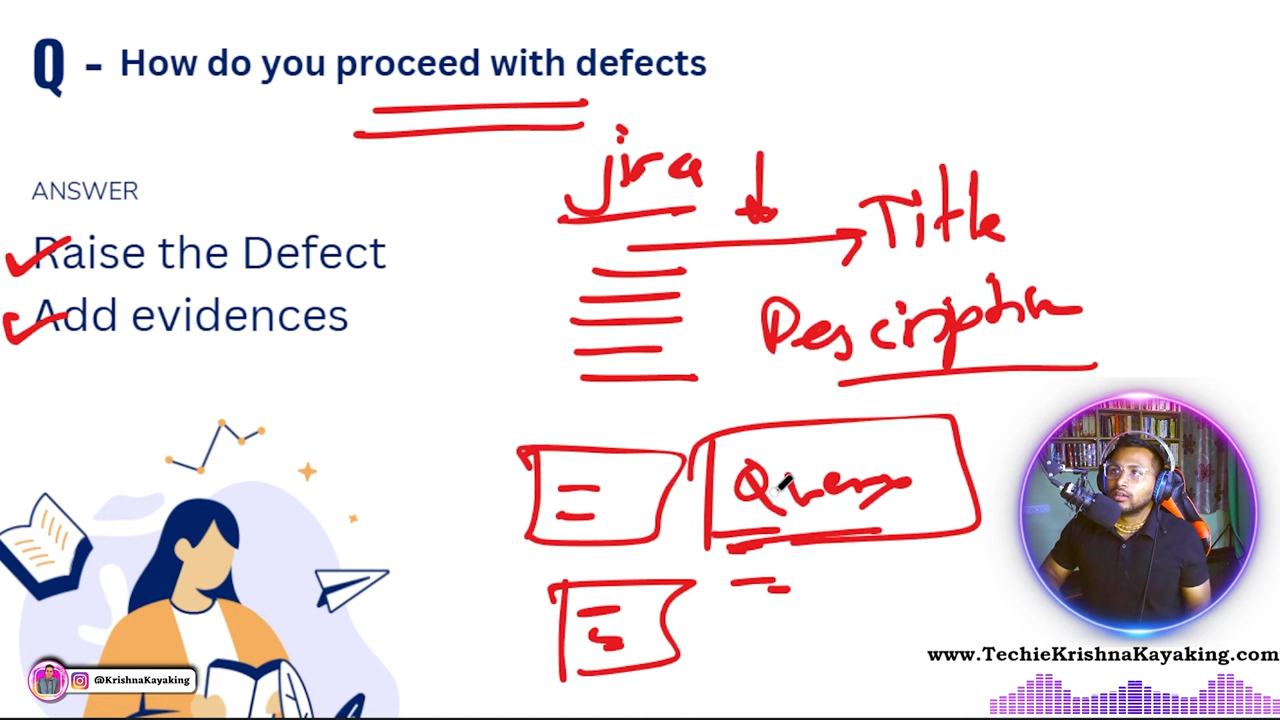 Q - How do you proceed with defects
jira
Title
ANSWER
Raise the Defect
Add evidences
Description
Query
www.TechieKrishnaKayaking.com
@KrishnaKayaking